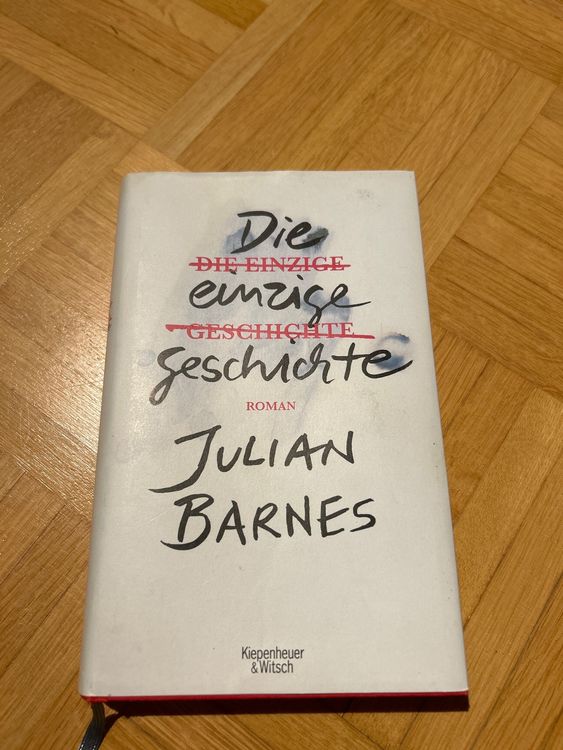 Die
DIE EINZIGE
einzige
GESCHICHTE
geschichte
ROMAN
JULIAN
BARNES
Kiepenheuer
& Witsch